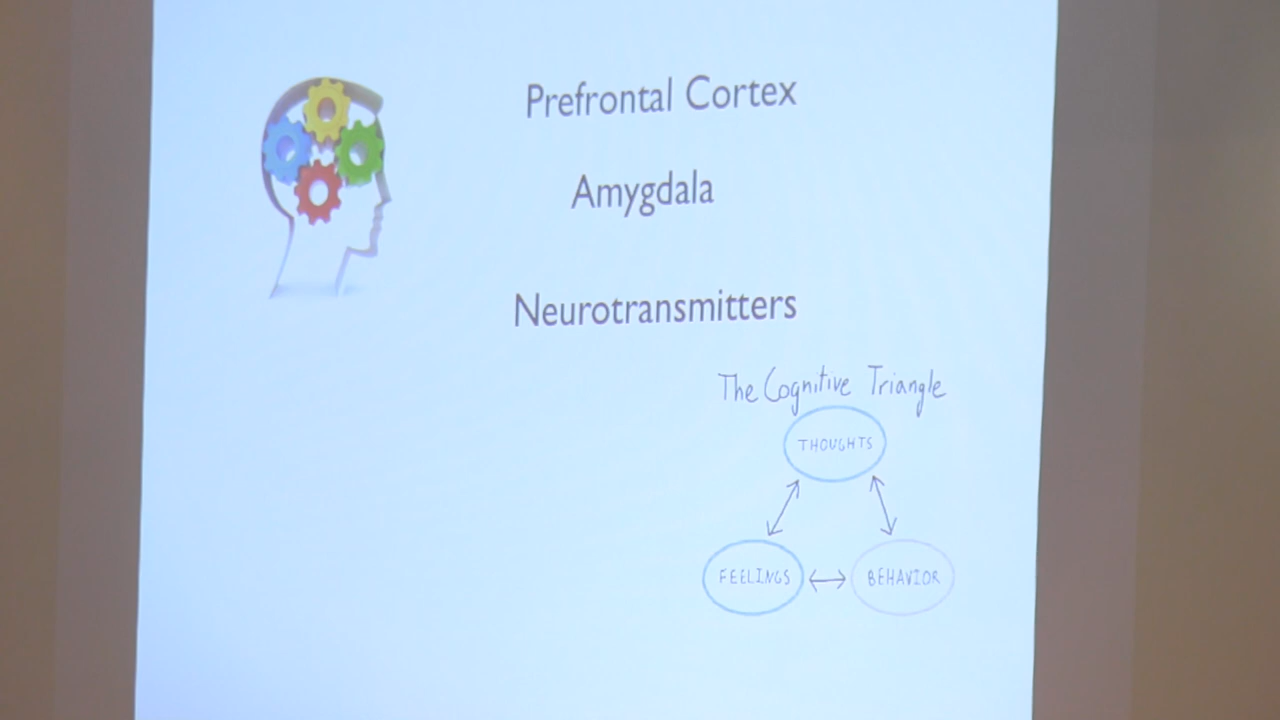 Prefrontal Cortex
Amygdala
Neurotransmitters
The Cognitive Triangle
THOUGHTS
FEELINGS
BEHAVIOR